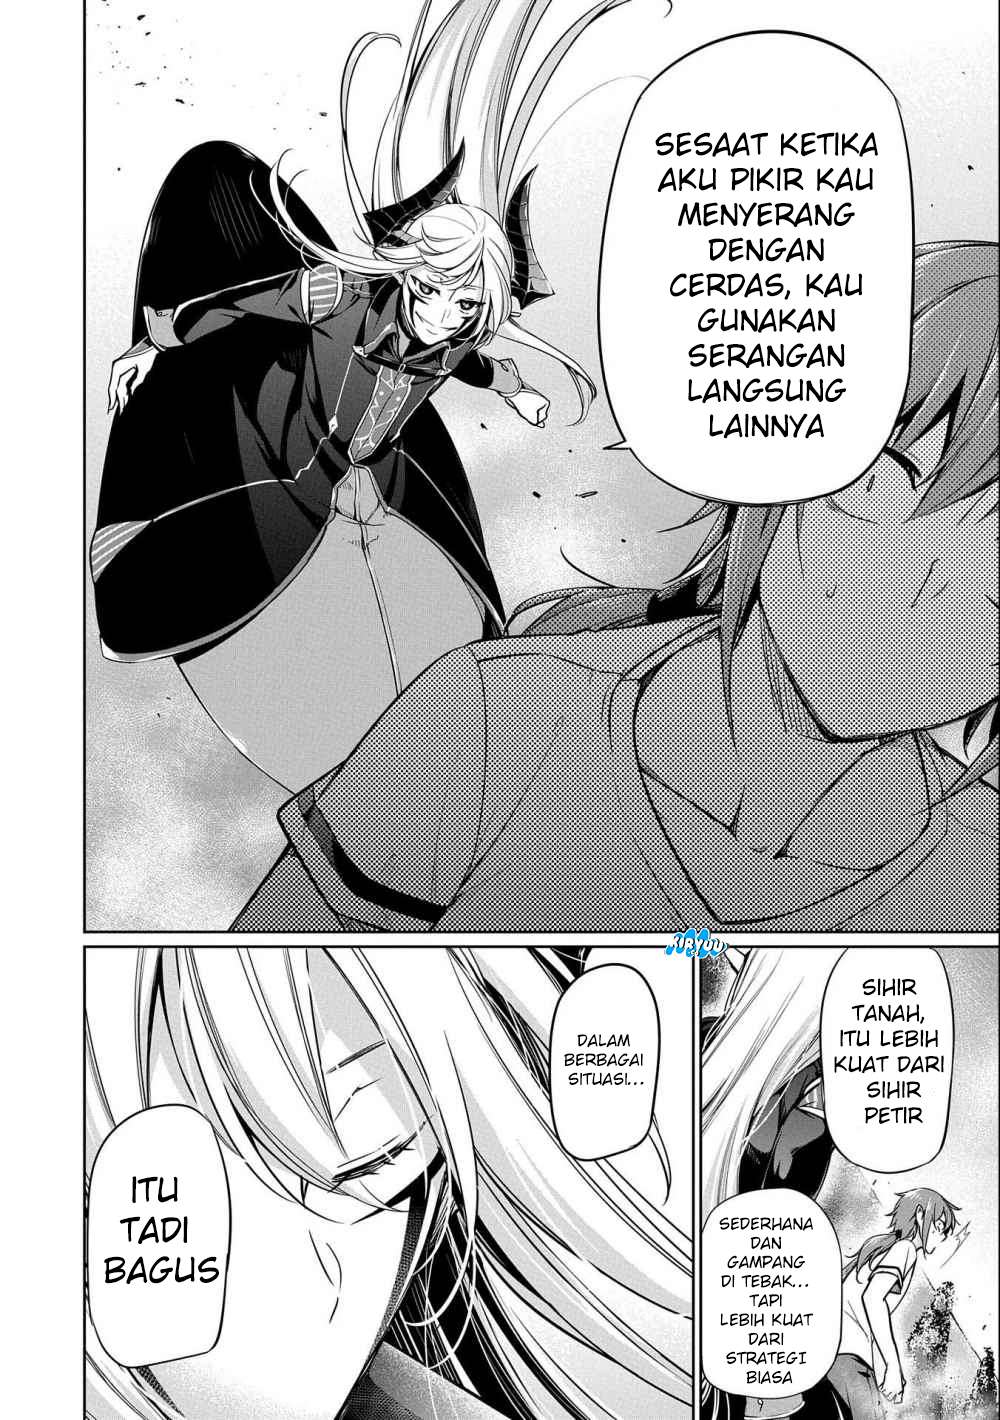 SESAAT KETIKA
AKU PIKIR KAU
MENYERANG
DENGAN
CERDAS, KAU
GUNAKAN
SERANGAN
LANGSUNG
LAINNYA
KIRYUU
SIHIR
TANAH,
ITU LEBIH
KUAT DARI
SIHIR
PETIR
SEDERHANA
DAN
GAMPANG
DI TEBAK...
TAPI
LEBIH KUAT
DARI
STRATEGI
BIASA
DALAM
BERBAGAI
SITUASI...
ITU
TADI
BAGUS